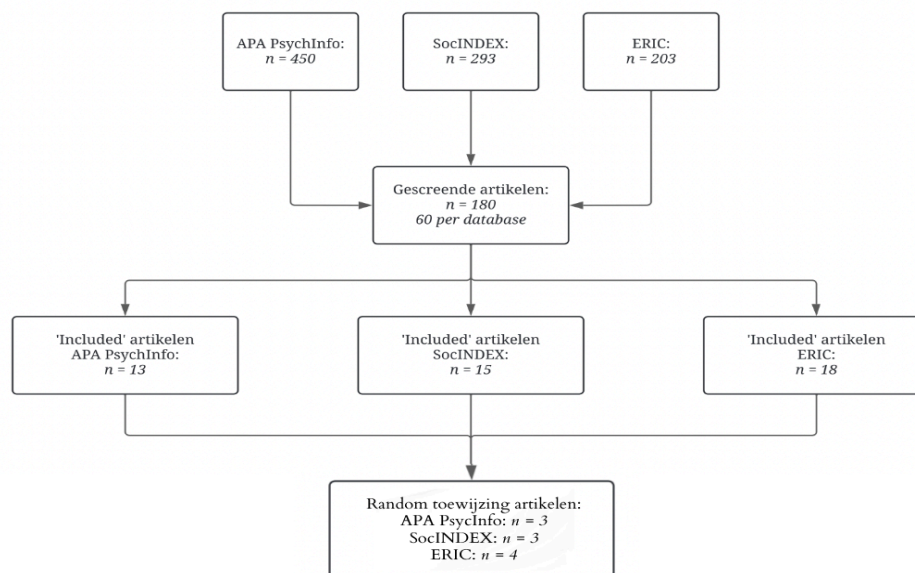 APA PsychInfo:
n = 450
SocINDEX:
n = 293
ERIC:
n = 203
Gescreende artikelen:
n = 180
60 per database
'Included' artikelen
APA PsychInfo:
n = 13
'Included' artikelen
SocINDEX:
n = 15
'Included' artikelen
ERIC:
n = 18
Random toewijzing artikelen:
APA PsycInfo: n = 3
SocINDEX: n = 3
ERIC: n = 4